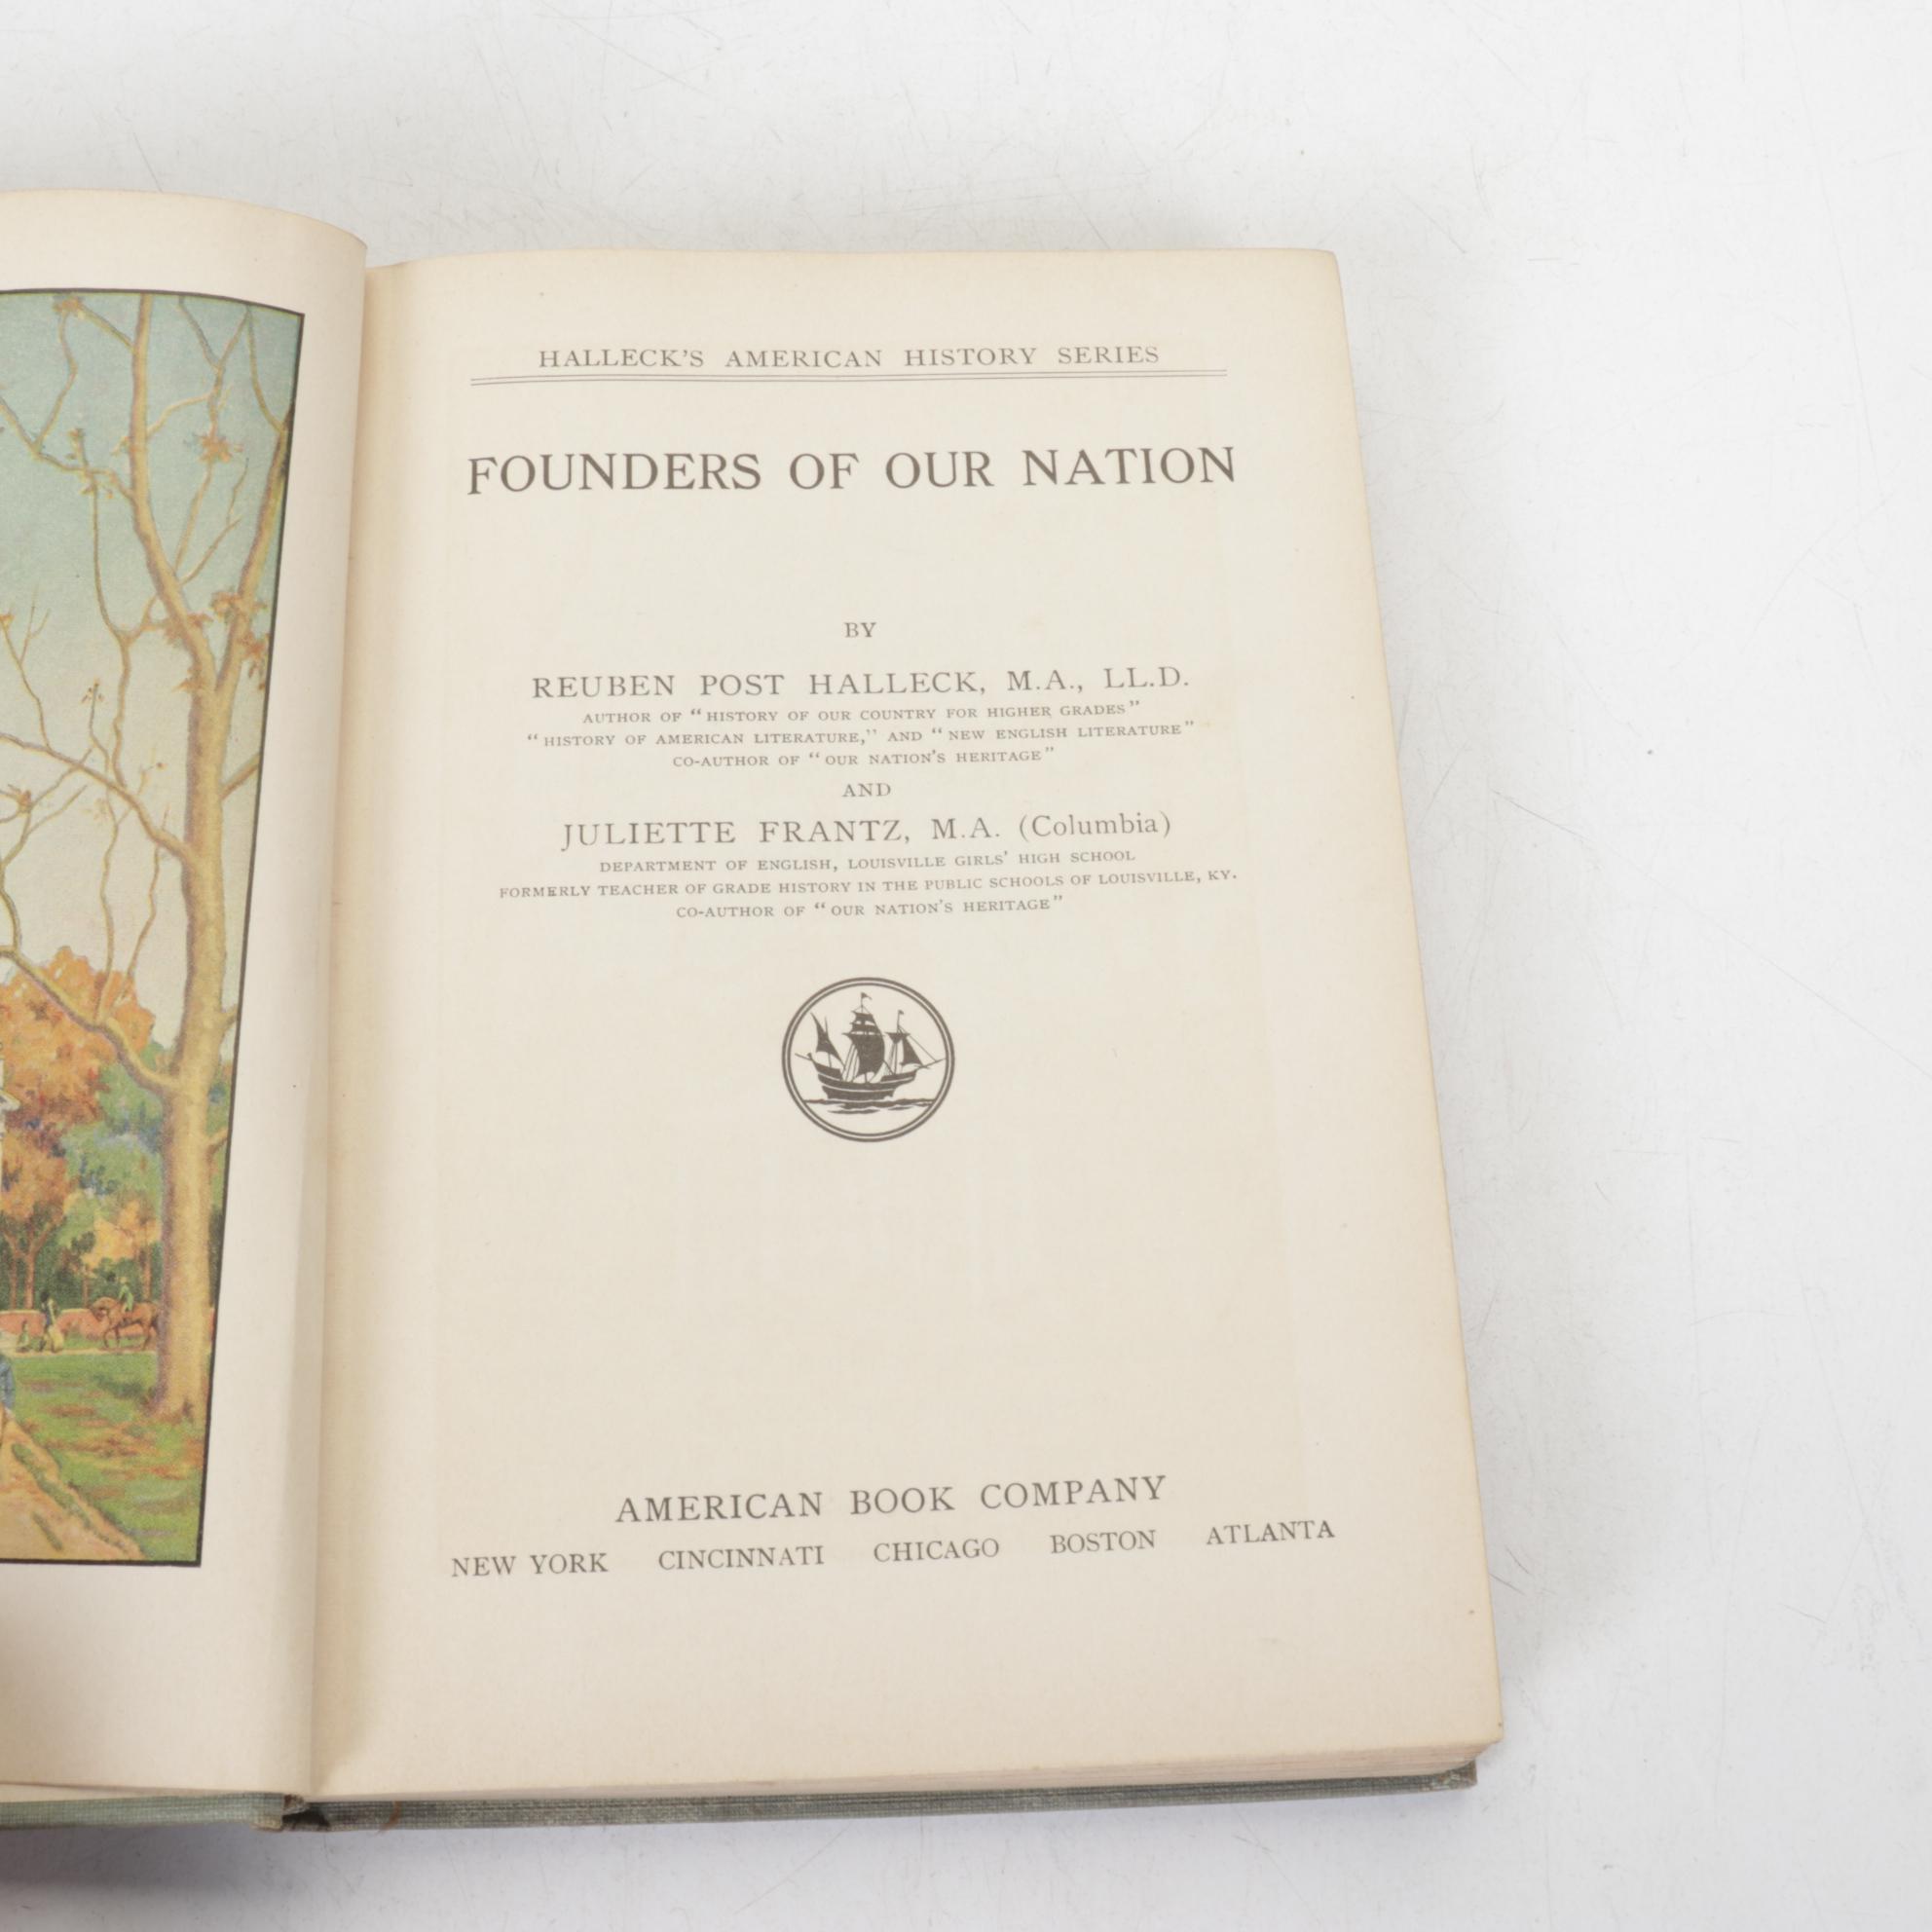 HALLECK'S AMERICAN HISTORY SERIES
FOUNDERS OF OUR NATION
BY
REUBEN POST HALLECK, M.A., LL.D.
AUTHOR OF "HISTORY OF OUR COUNTRY FOR HIGHER GRADES"
"HISTORY OF AMERICAN LITERATURE," AND "NEW ENGLISH LITERATURE"
CO-AUTHOR OF "OUR NATION'S HERITAGE"
AND
JULIETTE FRANTZ, M.A. (Columbia)
DEPARTMENT OF ENGLISH, LOUISVILLE GIRLS' HIGH SCHOOL
FORMERLY TEACHER OF GRADE HISTORY IN THE PUBLIC SCHOOLS OF LOUISVILLE, KY.
CO-AUTHOR OF "OUR NATION'S HERITAGE"
AMERICAN BOOK COMPANY
NEW YORK CINCINNATI CHICAGO BOSTON ATLANTA